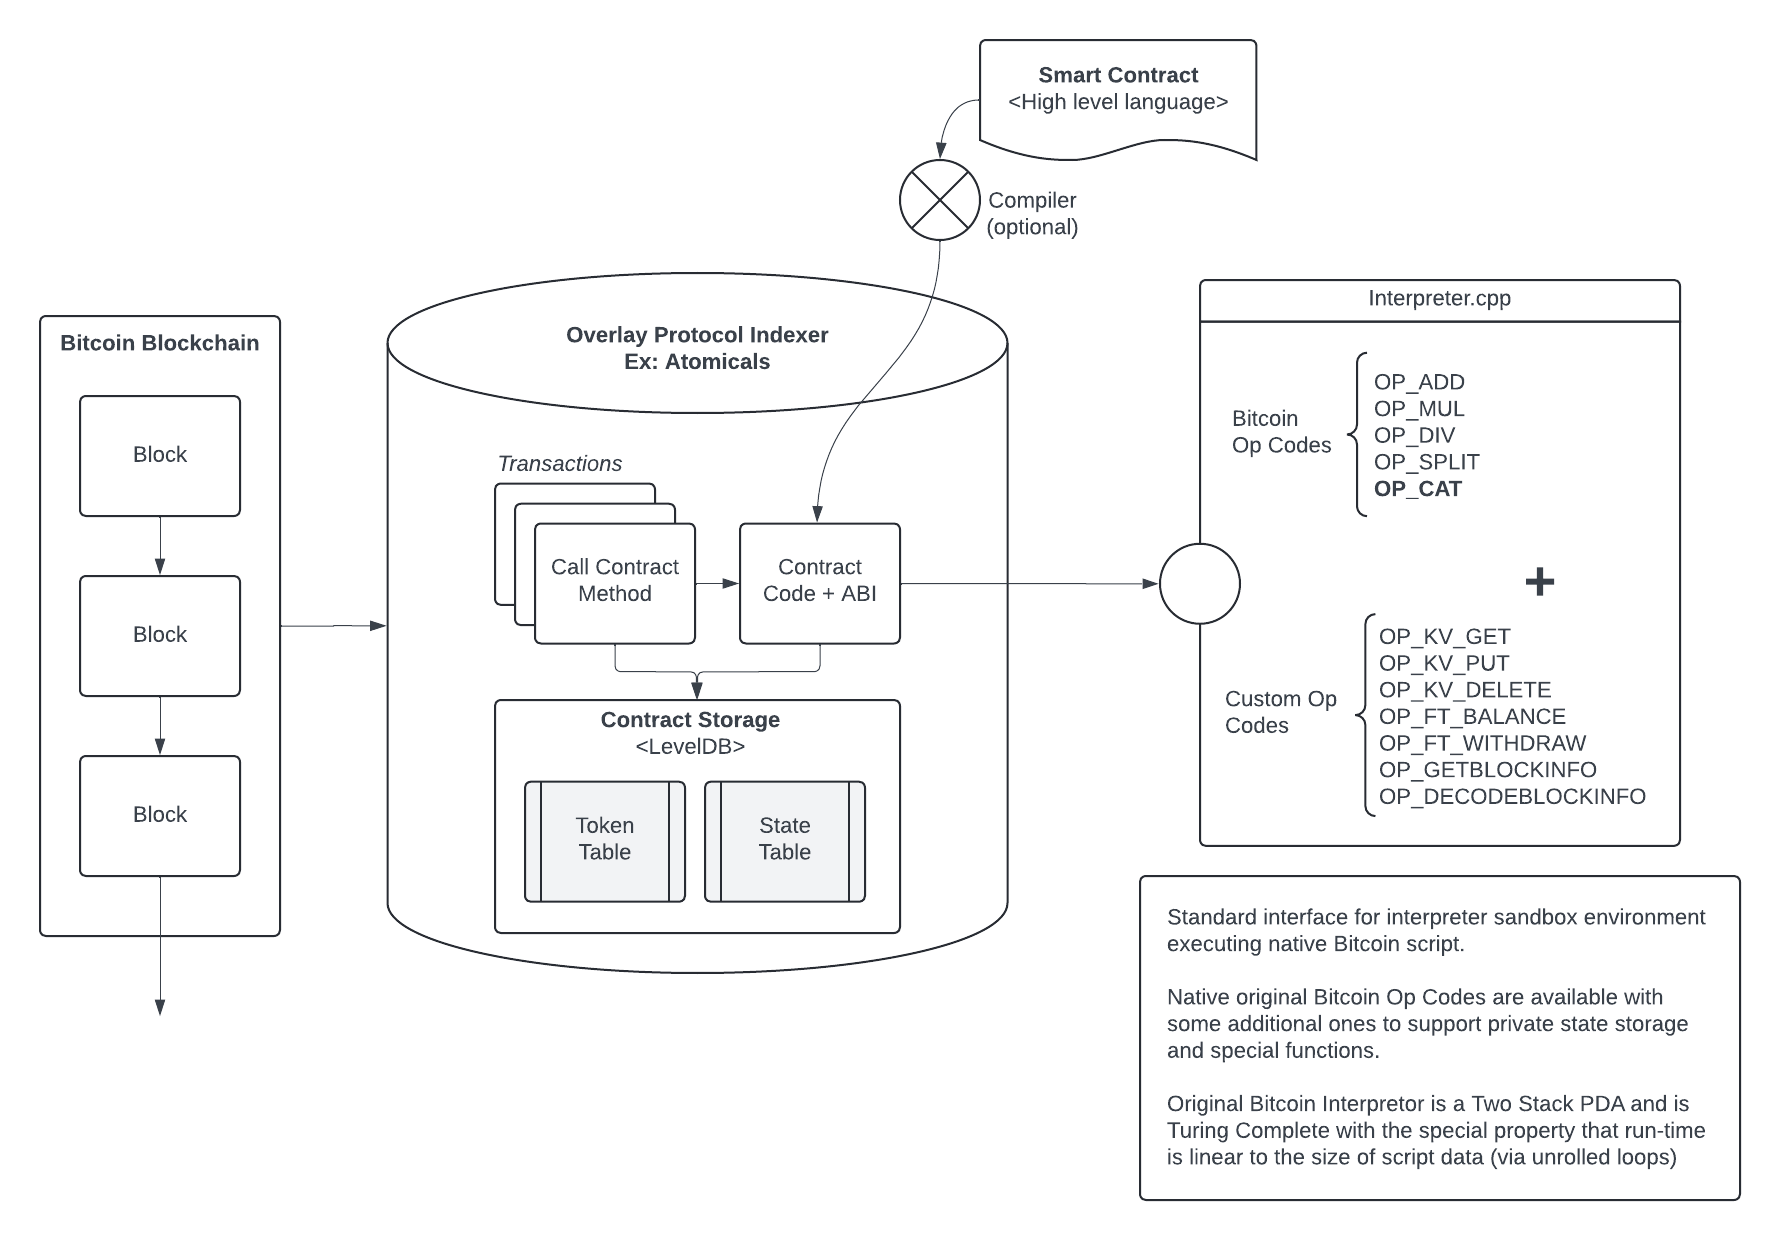 Smart Contract
<High level language>
Compiler
(optional)
Bitcoin Blockchain
Block
Block
Block
Overlay Protocol Indexer
Ex: Atomicals
Transactions
Call Contract
Method
Contract
Code + ABI
Contract Storage
<LevelDB>
Token
Table
State
Table
Interpreter.cpp
Bitcoin
Op Codes
OP_ADD
OP_MUL
OP_DIV
OP_SPLIT
OP_CAT
+
Custom Op
Codes
OP_KV_GET
OP_KV_PUT
OP_KV_DELETE
OP_FT_BALANCE
OP_FT_WITHDRAW
OP_GETBLOCKINFO
OP_DECODEBLOCKINFO
Standard interface for interpreter sandbox environment
executing native Bitcoin script.
Native original Bitcoin Op Codes are available with
some additional ones to support private state storage
and special functions.
Original Bitcoin Interpretor is a Two Stack PDA and is
Turing Complete with the special property that run-time
is linear to the size of script data (via unrolled loops)